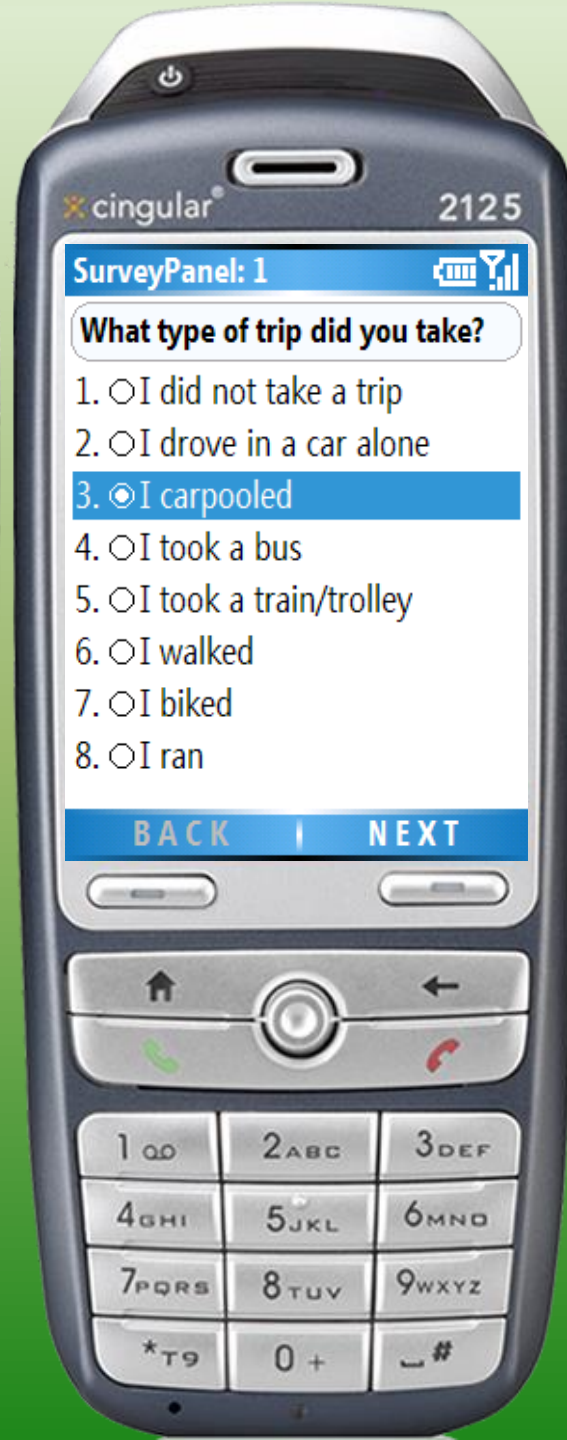 cingular®
2125
SurveyPanel: 1
What type of trip did you take?
1. I did not take a trip
2. I drove in a car alone
3. I carpooled
4. I took a bus
5. I took a train/trolley
6. I walked
7. I biked
8. I ran
BACK NEXT
1 2ABC 3DEF
4GHI 5JKL 6MNO
7PQRS 8TUV 9WXYZ
*T9 0+ #